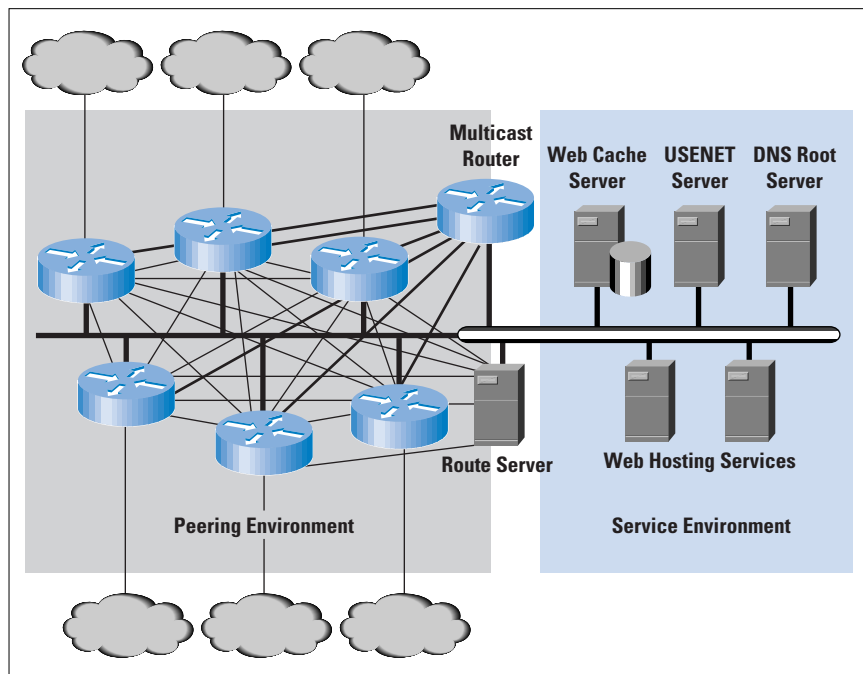 Multicast
Router
Web Cache
Server
USENET
Server
DNS Root
Server
Route Server
Web Hosting Services
Peering Environment
Service Environment